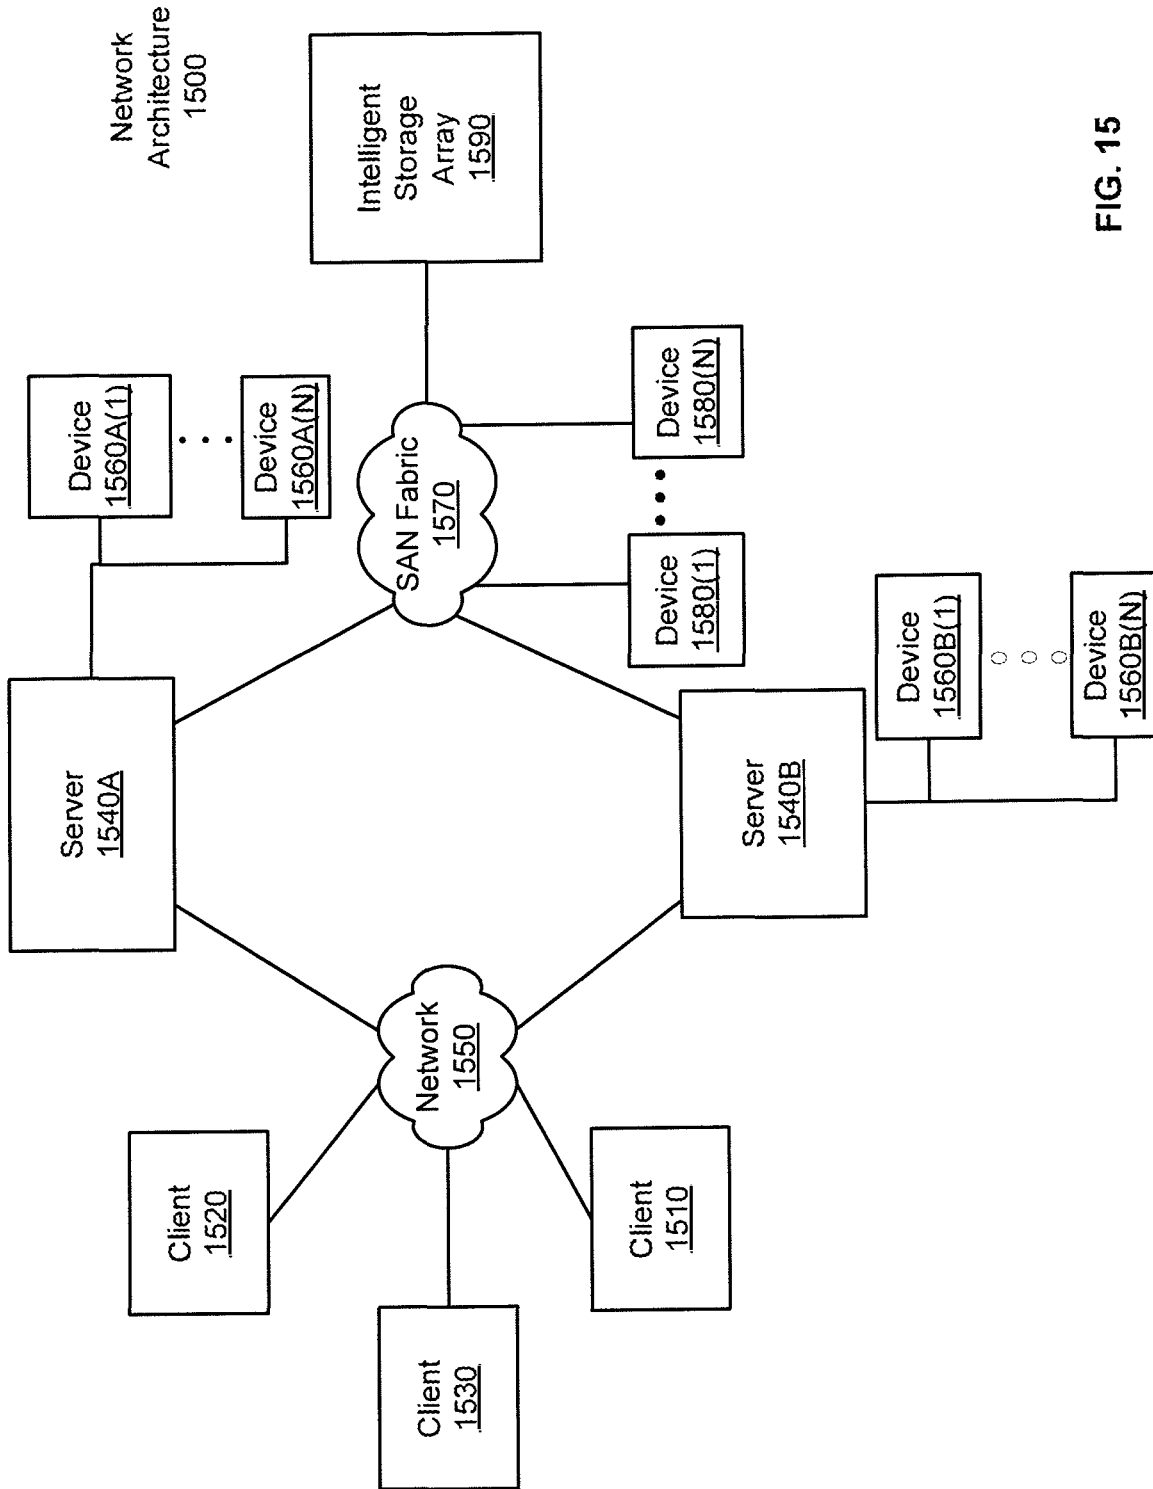 Network
Architecture
1500
Server
1540A
Device
1560A(1)
Device
1560A(N)
Client
1520
Client
1530
Client
1510
Network
1550
SAN Fabric
1570
Intelligent
Storage
Array
1590
Device
1580(1)
Device
1580(N)
Server
1540B
Device
1560B(1)
Device
1560B(N)
FIG. 15